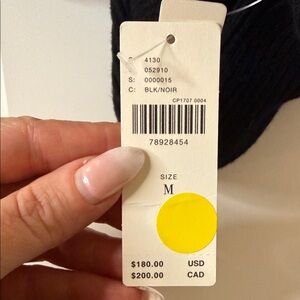 4130
052910
S: 0000015
C: BLK/NOIR
CP1707 0004
78928454
SIZE
M
$180.00 USD
$200.00 CAD